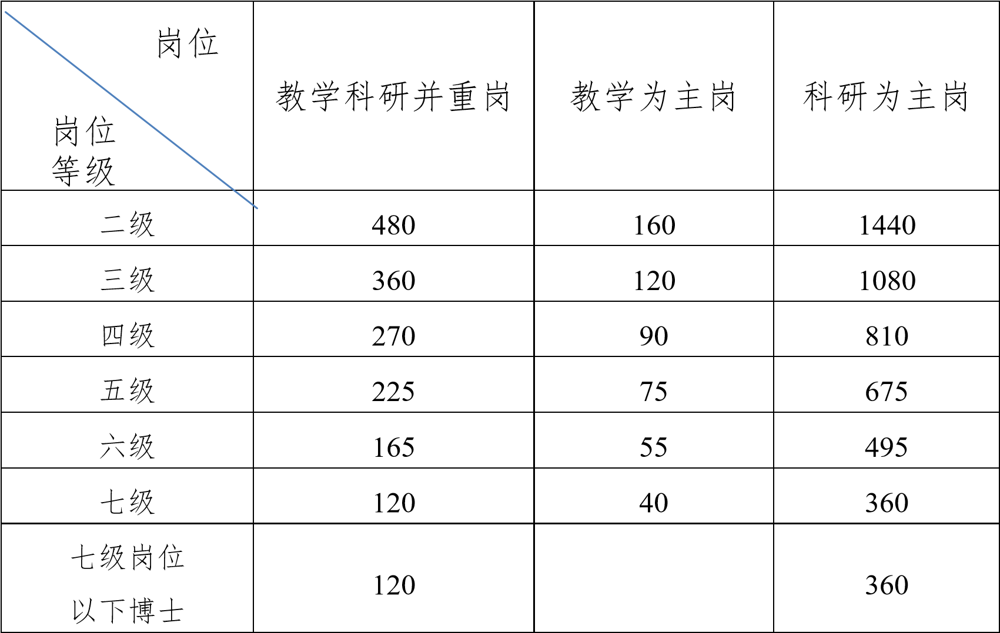 岗位
岗位
等级
教学科研并重岗 教学为主岗 科研为主岗
二级 480 160 1440
三级 360 120 1080
四级 270 90 810
五级 225 75 675
六级 165 55 495
七级 120 40 360
七级岗位
以下博士
120 360